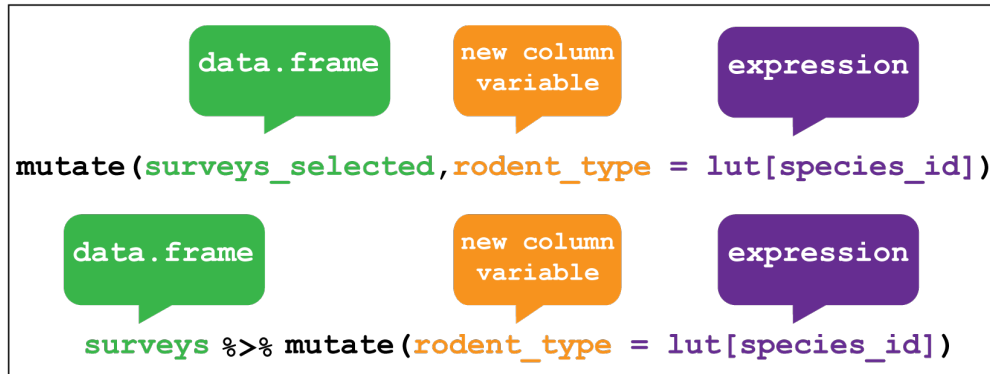 data.frame
new column
variable
expression
mutate(surveys_selected,rodent_type = lut[species_id])
data.frame
new column
variable
expression
surveys %>% mutate(rodent_type = lut[species_id])